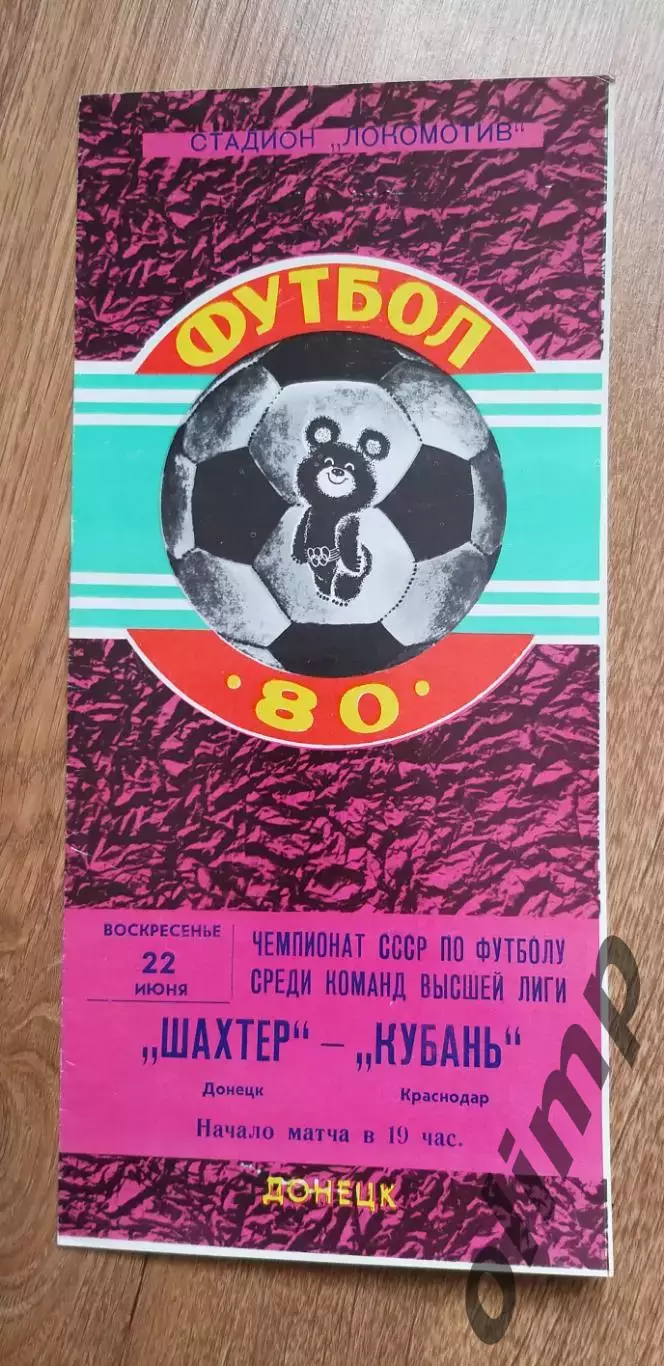 СТАДИОН „ЛОКОМОТИВ“
ФУТБОЛ
·80·
ВОСКРЕСЕНЬЕ
22
ИЮНЯ
ЧЕМПИОНАТ СССР ПО ФУТБОЛУ
СРЕДИ КОМАНД ВЫСШЕЙ ЛИГИ
„ШАХТЕР“ – „КУБАНЬ“
Донецк Краснодар
Начало матча в 19 час.
ДОНЕЦК
olimp